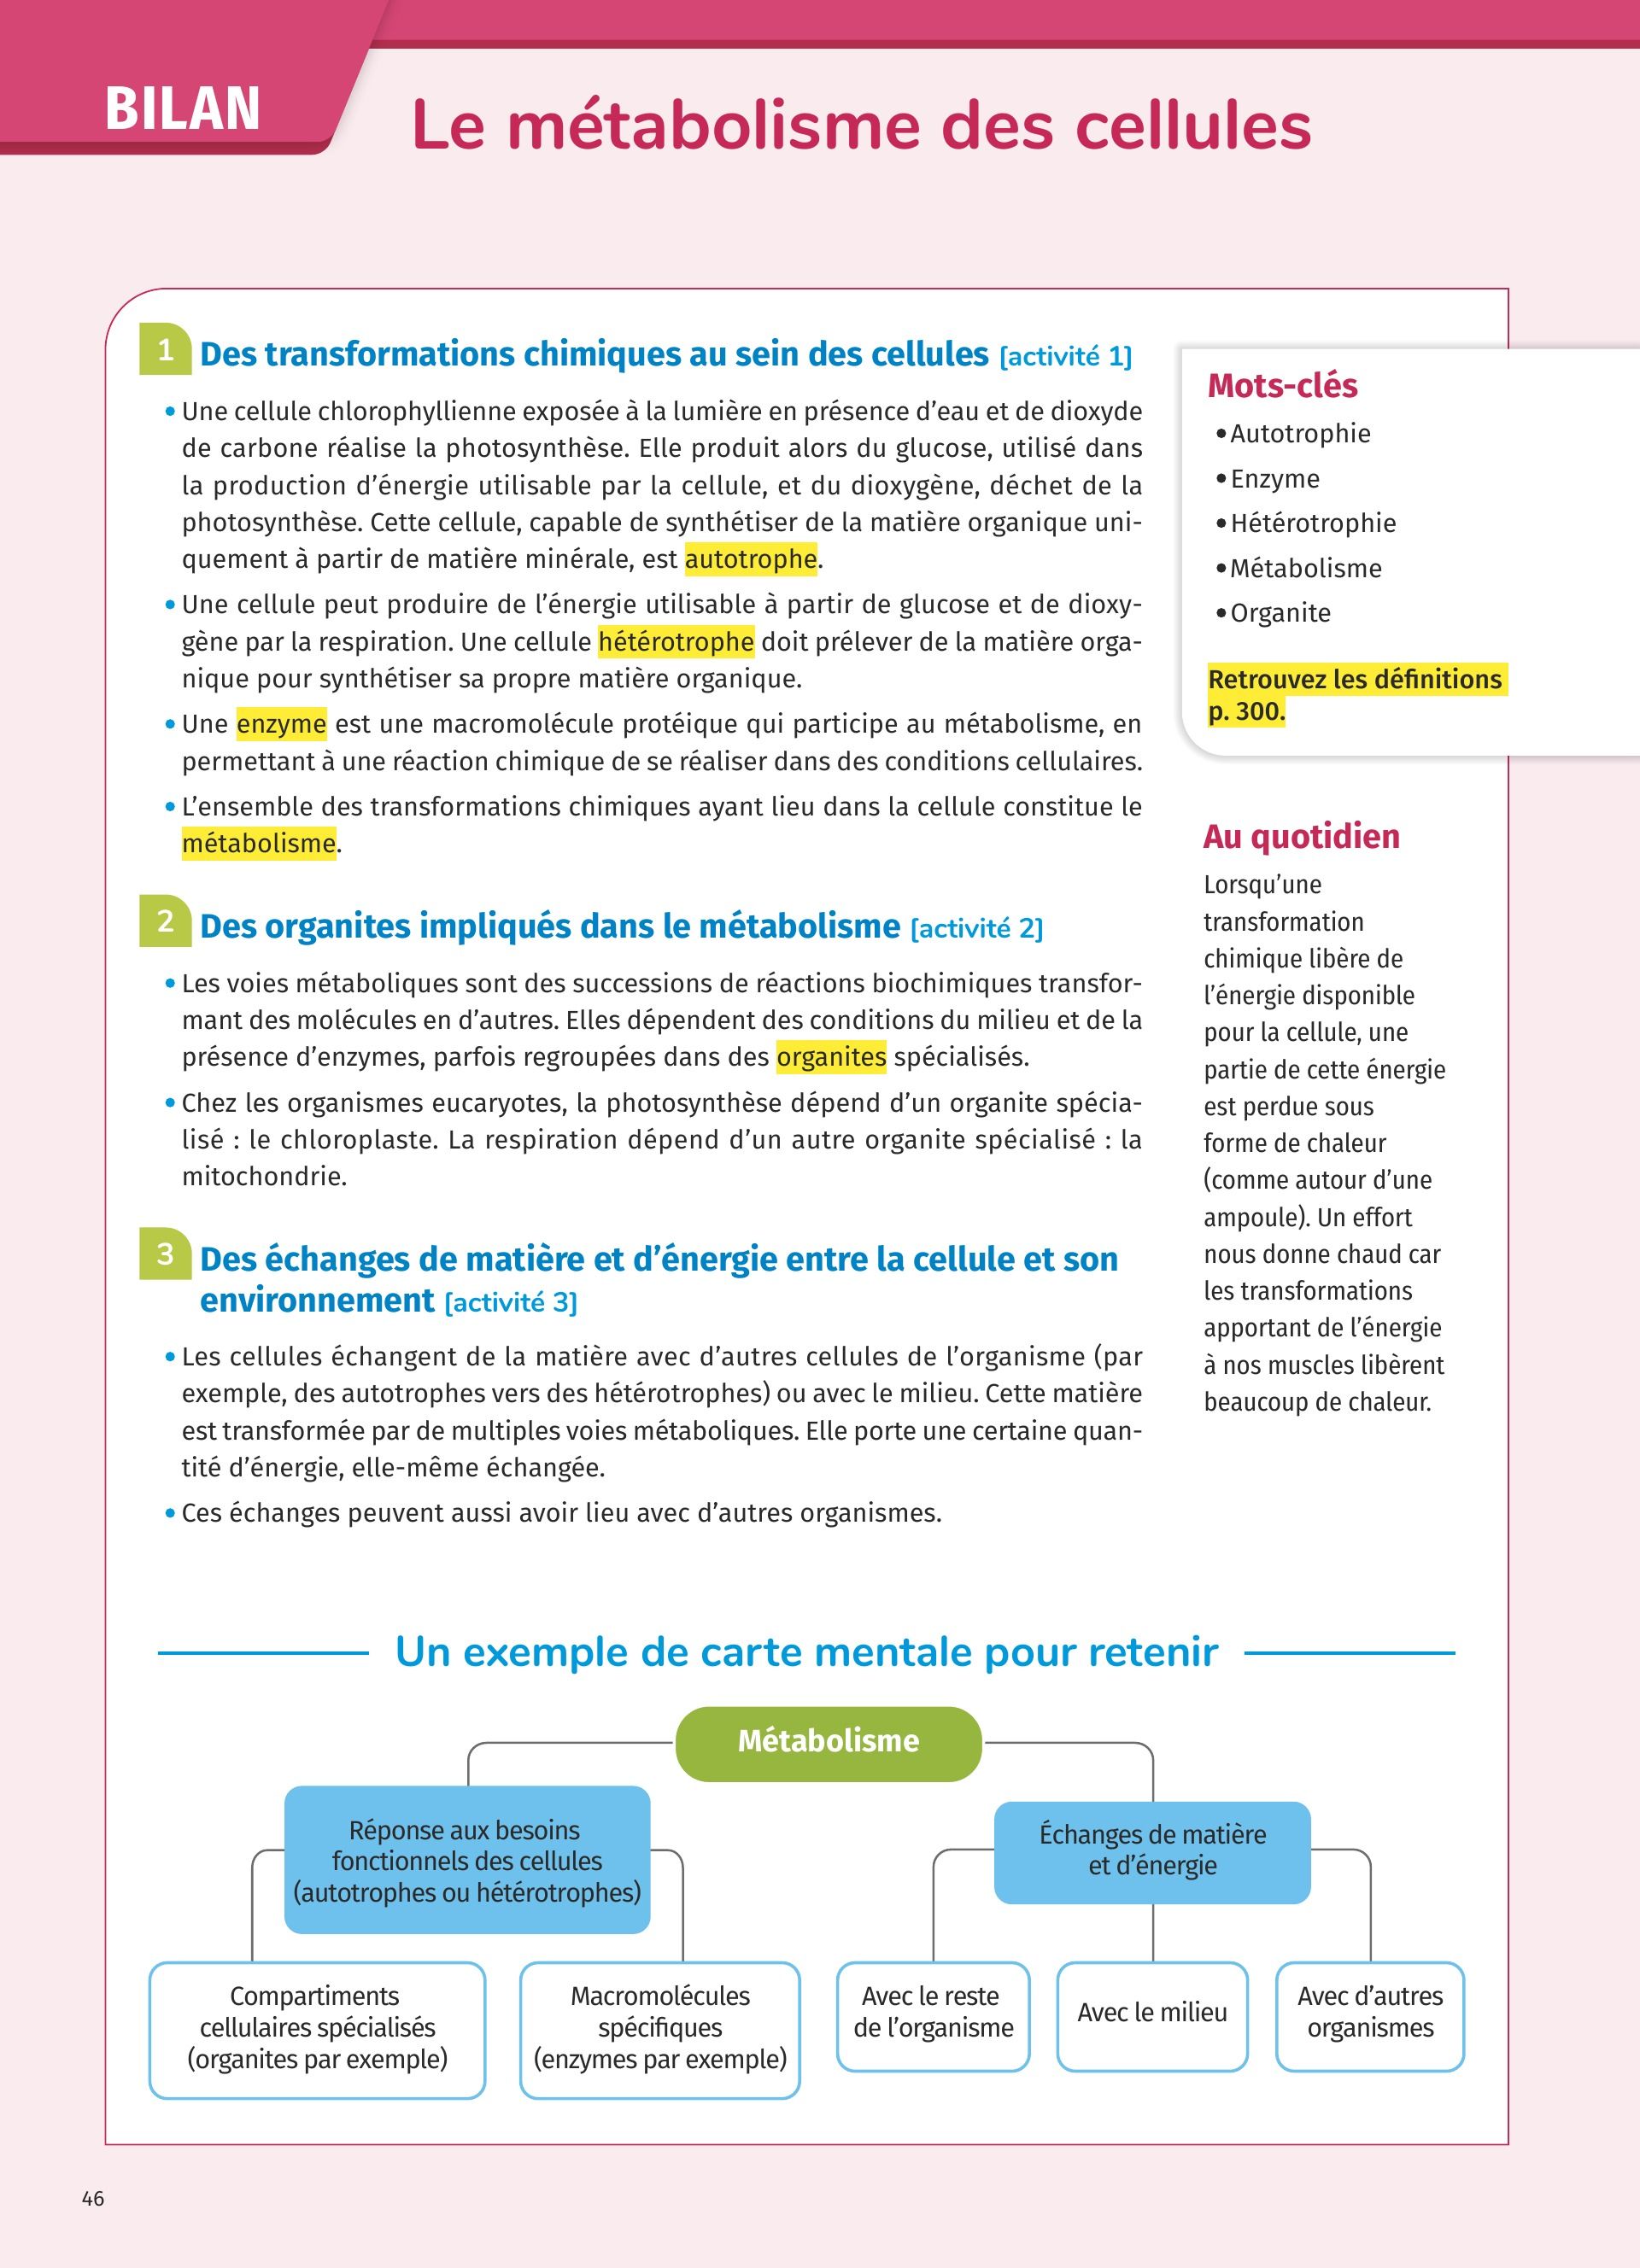 BILAN
Le métabolisme des cellules
1
Des transformations chimiques au sein des cellules [activité 1]
• Une cellule chlorophyllienne exposée à la lumière en présence d’eau et de dioxyde
de carbone réalise la photosynthèse. Elle produit alors du glucose, utilisé dans
la production d’énergie utilisable par la cellule, et du dioxygène, déchet de la
photosynthèse. Cette cellule, capable de synthétiser de la matière organique uni-
quement à partir de matière minérale, est autotrophe.
• Une cellule peut produire de l’énergie utilisable à partir de glucose et de dioxy-
gène par la respiration. Une cellule hétérotrophe doit prélever de la matière orga-
nique pour synthétiser sa propre matière organique.
• Une enzyme est une macromolécule protéique qui participe au métabolisme, en
permettant à une réaction chimique de se réaliser dans des conditions cellulaires.
• L’ensemble des transformations chimiques ayant lieu dans la cellule constitue le
métabolisme.
2
Des organites impliqués dans le métabolisme [activité 2]
• Les voies métaboliques sont des successions de réactions biochimiques transfor-
mant des molécules en d’autres. Elles dépendent des conditions du milieu et de la
présence d’enzymes, parfois regroupées dans des organites spécialisés.
• Chez les organismes eucaryotes, la photosynthèse dépend d’un organite spécia-
lisé : le chloroplaste. La respiration dépend d’un autre organite spécialisé : la
mitochondrie.
3
Des échanges de matière et d’énergie entre la cellule et son
environnement [activité 3]
• Les cellules échangent de la matière avec d’autres cellules de l’organisme (par
exemple, des autotrophes vers des hétérotrophes) ou avec le milieu. Cette matière
est transformée par de multiples voies métaboliques. Elle porte une certaine quan-
tité d’énergie, elle-même échangée.
• Ces échanges peuvent aussi avoir lieu avec d’autres organismes.
Mots-clés
• Autotrophie
• Enzyme
• Hétérotrophie
• Métabolisme
• Organite
Retrouvez les définitions
p. 300.
Au quotidien
Lorsqu’une
transformation
chimique libère de
l’énergie disponible
pour la cellule, une
partie de cette énergie
est perdue sous
forme de chaleur
(comme autour d’une
ampoule). Un effort
nous donne chaud car
les transformations
apportant de l’énergie
à nos muscles libèrent
beaucoup de chaleur.
Un exemple de carte mentale pour retenir
Métabolisme
Réponse aux besoins
fonctionnels des cellules
(autotrophes ou hétérotrophes)
Échanges de matière
et d’énergie
Compartiments
cellulaires spécialisés
(organites par exemple)
Macromolécules
spécifiques
(enzymes par exemple)
Avec le reste
de l’organisme
Avec le milieu
Avec d’autres
organismes
46